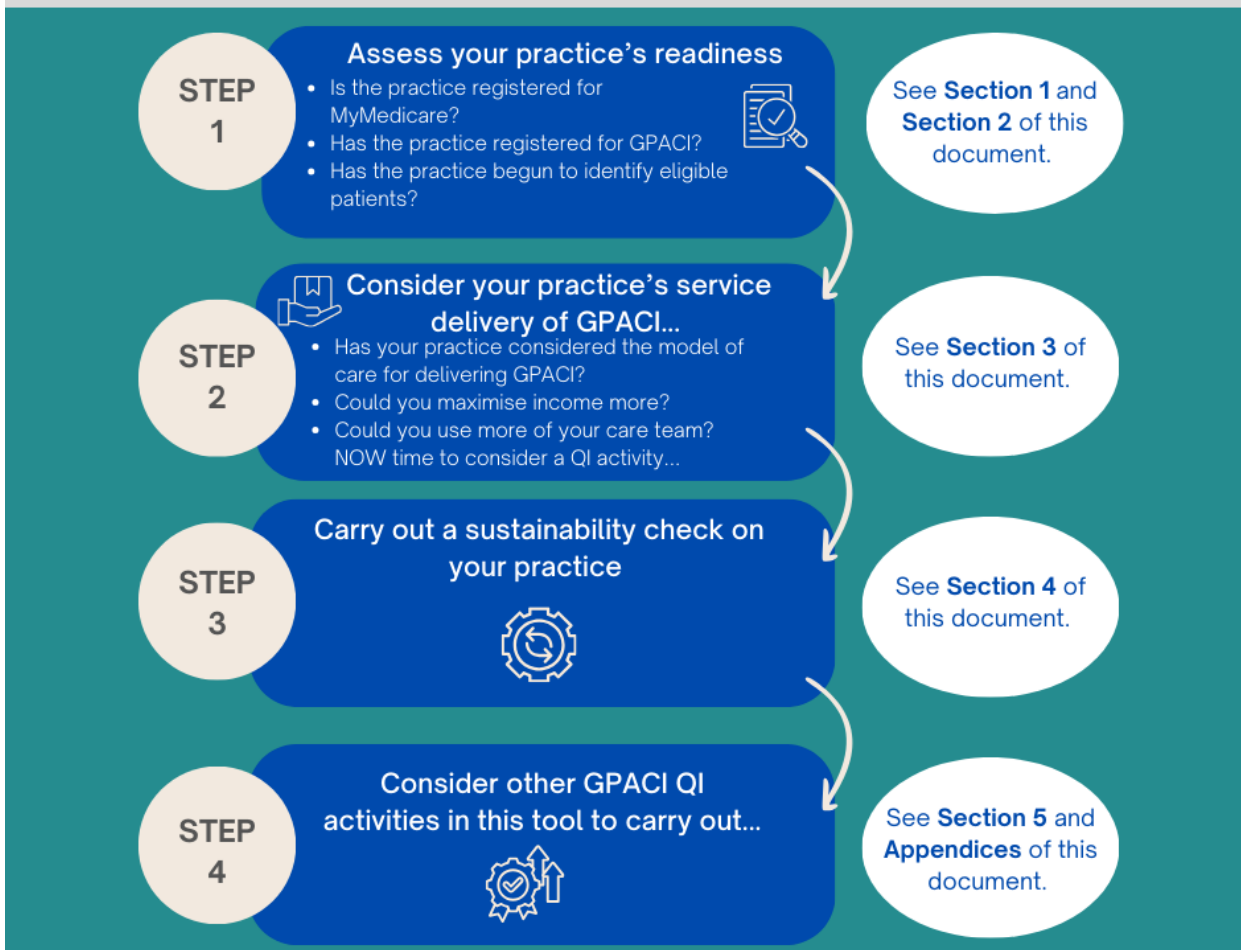 STEP
1
Assess your practice's readiness
• Is the practice registered for
MyMedicare?
• Has the practice registered for GPACI?
• Has the practice begun to identify eligible
patients?
See Section 1 and
Section 2 of this
document.
STEP
2
Consider your practice's service
delivery of GPACI...
• Has your practice considered the model of
care for delivering GPACI?
• Could you maximise income more?
• Could you use more of your care team?
NOW time to consider a QI activity...
See Section 3 of
this document.
STEP
3
Carry out a sustainability check on
your practice
See Section 4 of
this document.
STEP
4
Consider other GPACI QI
activities in this tool to carry out...
See Section 5 and
Appendices of this
document.